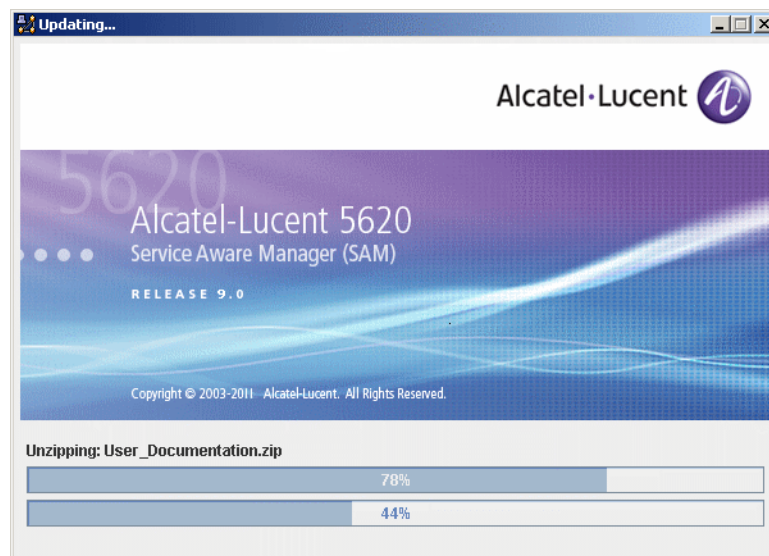 Updating...
Alcatel·Lucent
5620
Alcatel-Lucent 5620
Service Aware Manager (SAM)
RELEASE 9.0
Copyright © 2003-2011 Alcatel-Lucent. All Rights Reserved.
Unzipping: User_Documentation.zip
78%
44%